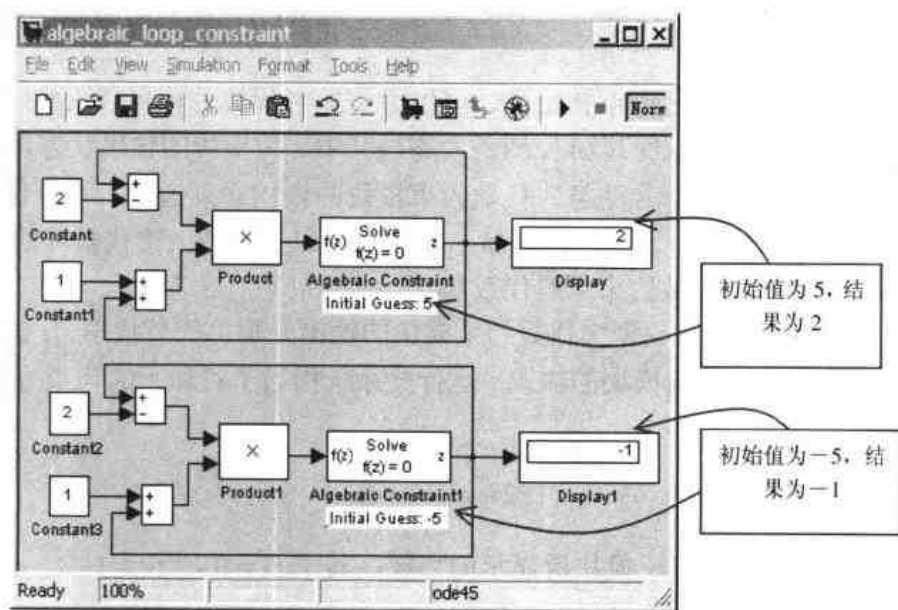 algebraic_loop_constraint
File Edit View Simulation Format Tools Help
Norm
2
Constant
+
−
1
Constant1
+
+
×
Product
f(z) Solve f(z) = 0 z
Algebraic Constraint
Initial Guess: 5
2
Display
初始值为 5，结
果为 2
2
Constant2
+
−
1
Constant3
+
+
×
Product1
f(z) Solve f(z) = 0 z
Algebraic Constraint1
Initial Guess: -5
-1
Display1
初始值为－5，结
果为－1
Ready 100% ode45